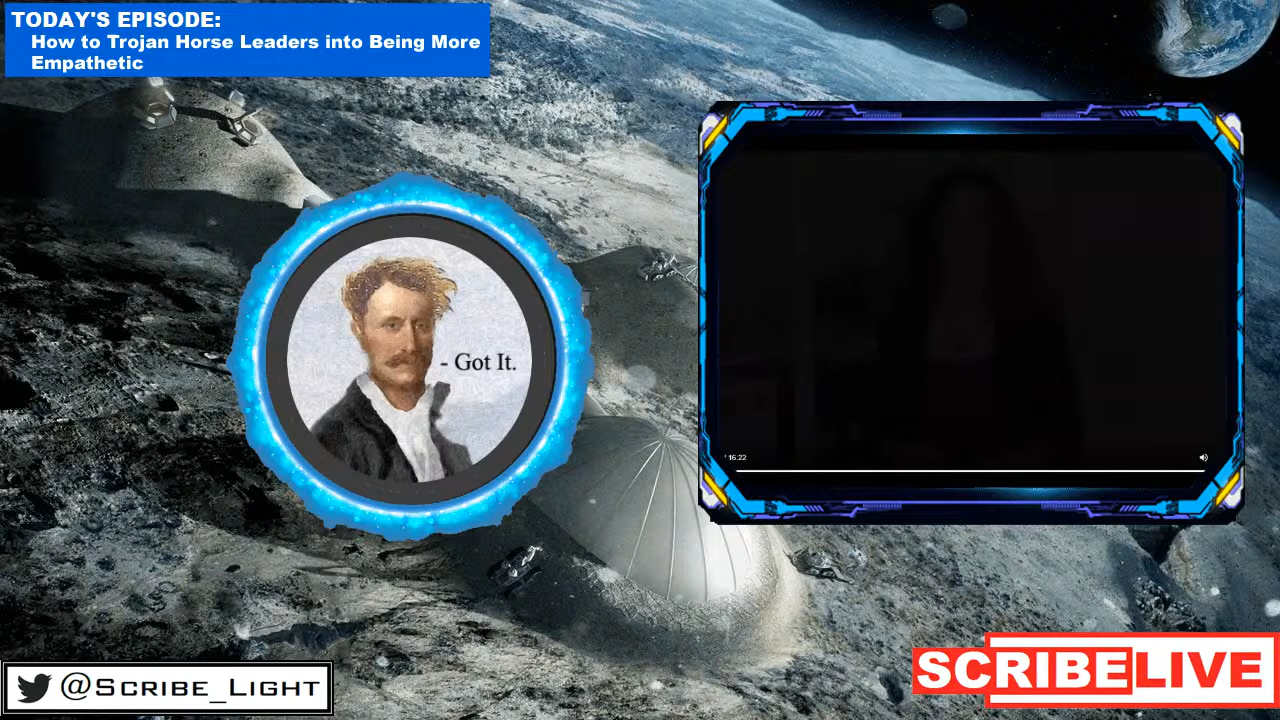 TODAY'S EPISODE:
How to Trojan Horse Leaders into Being More
Empathetic
- Got It.
/ 16:22
@Scribe_Light
SCRIBELIVE